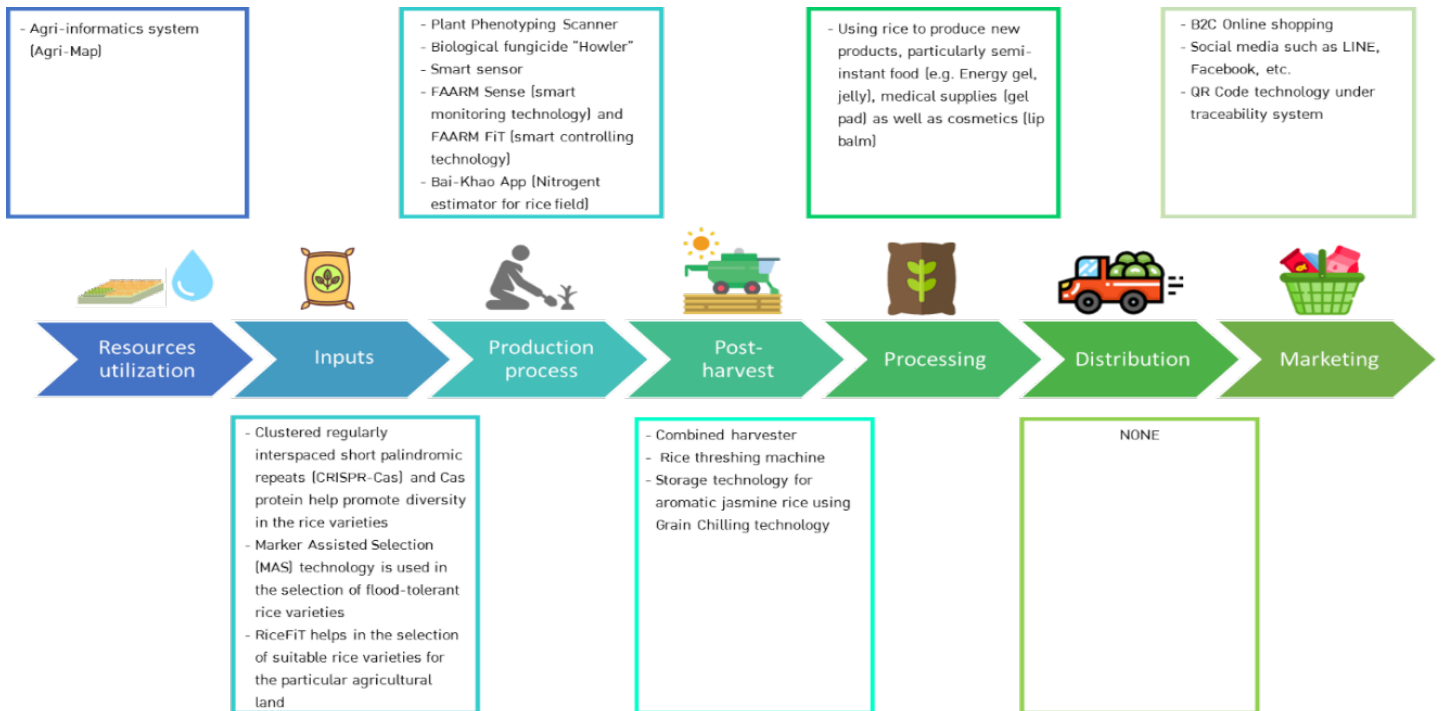 - Agri-informatics system
(Agri-Map)
- Plant Phenotyping Scanner
- Biological fungicide "Howler"
- Smart sensor
- FAARM Sense (smart
monitoring technology) and
FAARM FiT (smart controlling
technology)
- Bai-Khao App (Nitrogent
estimator for rice field)
- Using rice to produce new
products, particularly semi-
instant food (e.g. Energy gel,
jelly), medical supplies (gel
pad) as well as cosmetics (lip
balm)
- B2C Online shopping
- Social media such as LINE,
Facebook, etc.
- QR Code technology under
traceability system
Resources
utilization
Inputs
Production
process
Post-
harvest
Processing
Distribution
Marketing
- Clustered regularly
interspaced short palindromic
repeats (CRISPR-Cas) and Cas
protein help promote diversity
in the rice varieties
- Marker Assisted Selection
(MAS) technology is used in
the selection of flood-tolerant
rice varieties
- RiceFiT helps in the selection
of suitable rice varieties for
the particular agricultural
land
- Combined harvester
- Rice threshing machine
- Storage technology for
aromatic jasmine rice using
Grain Chilling technology
NONE